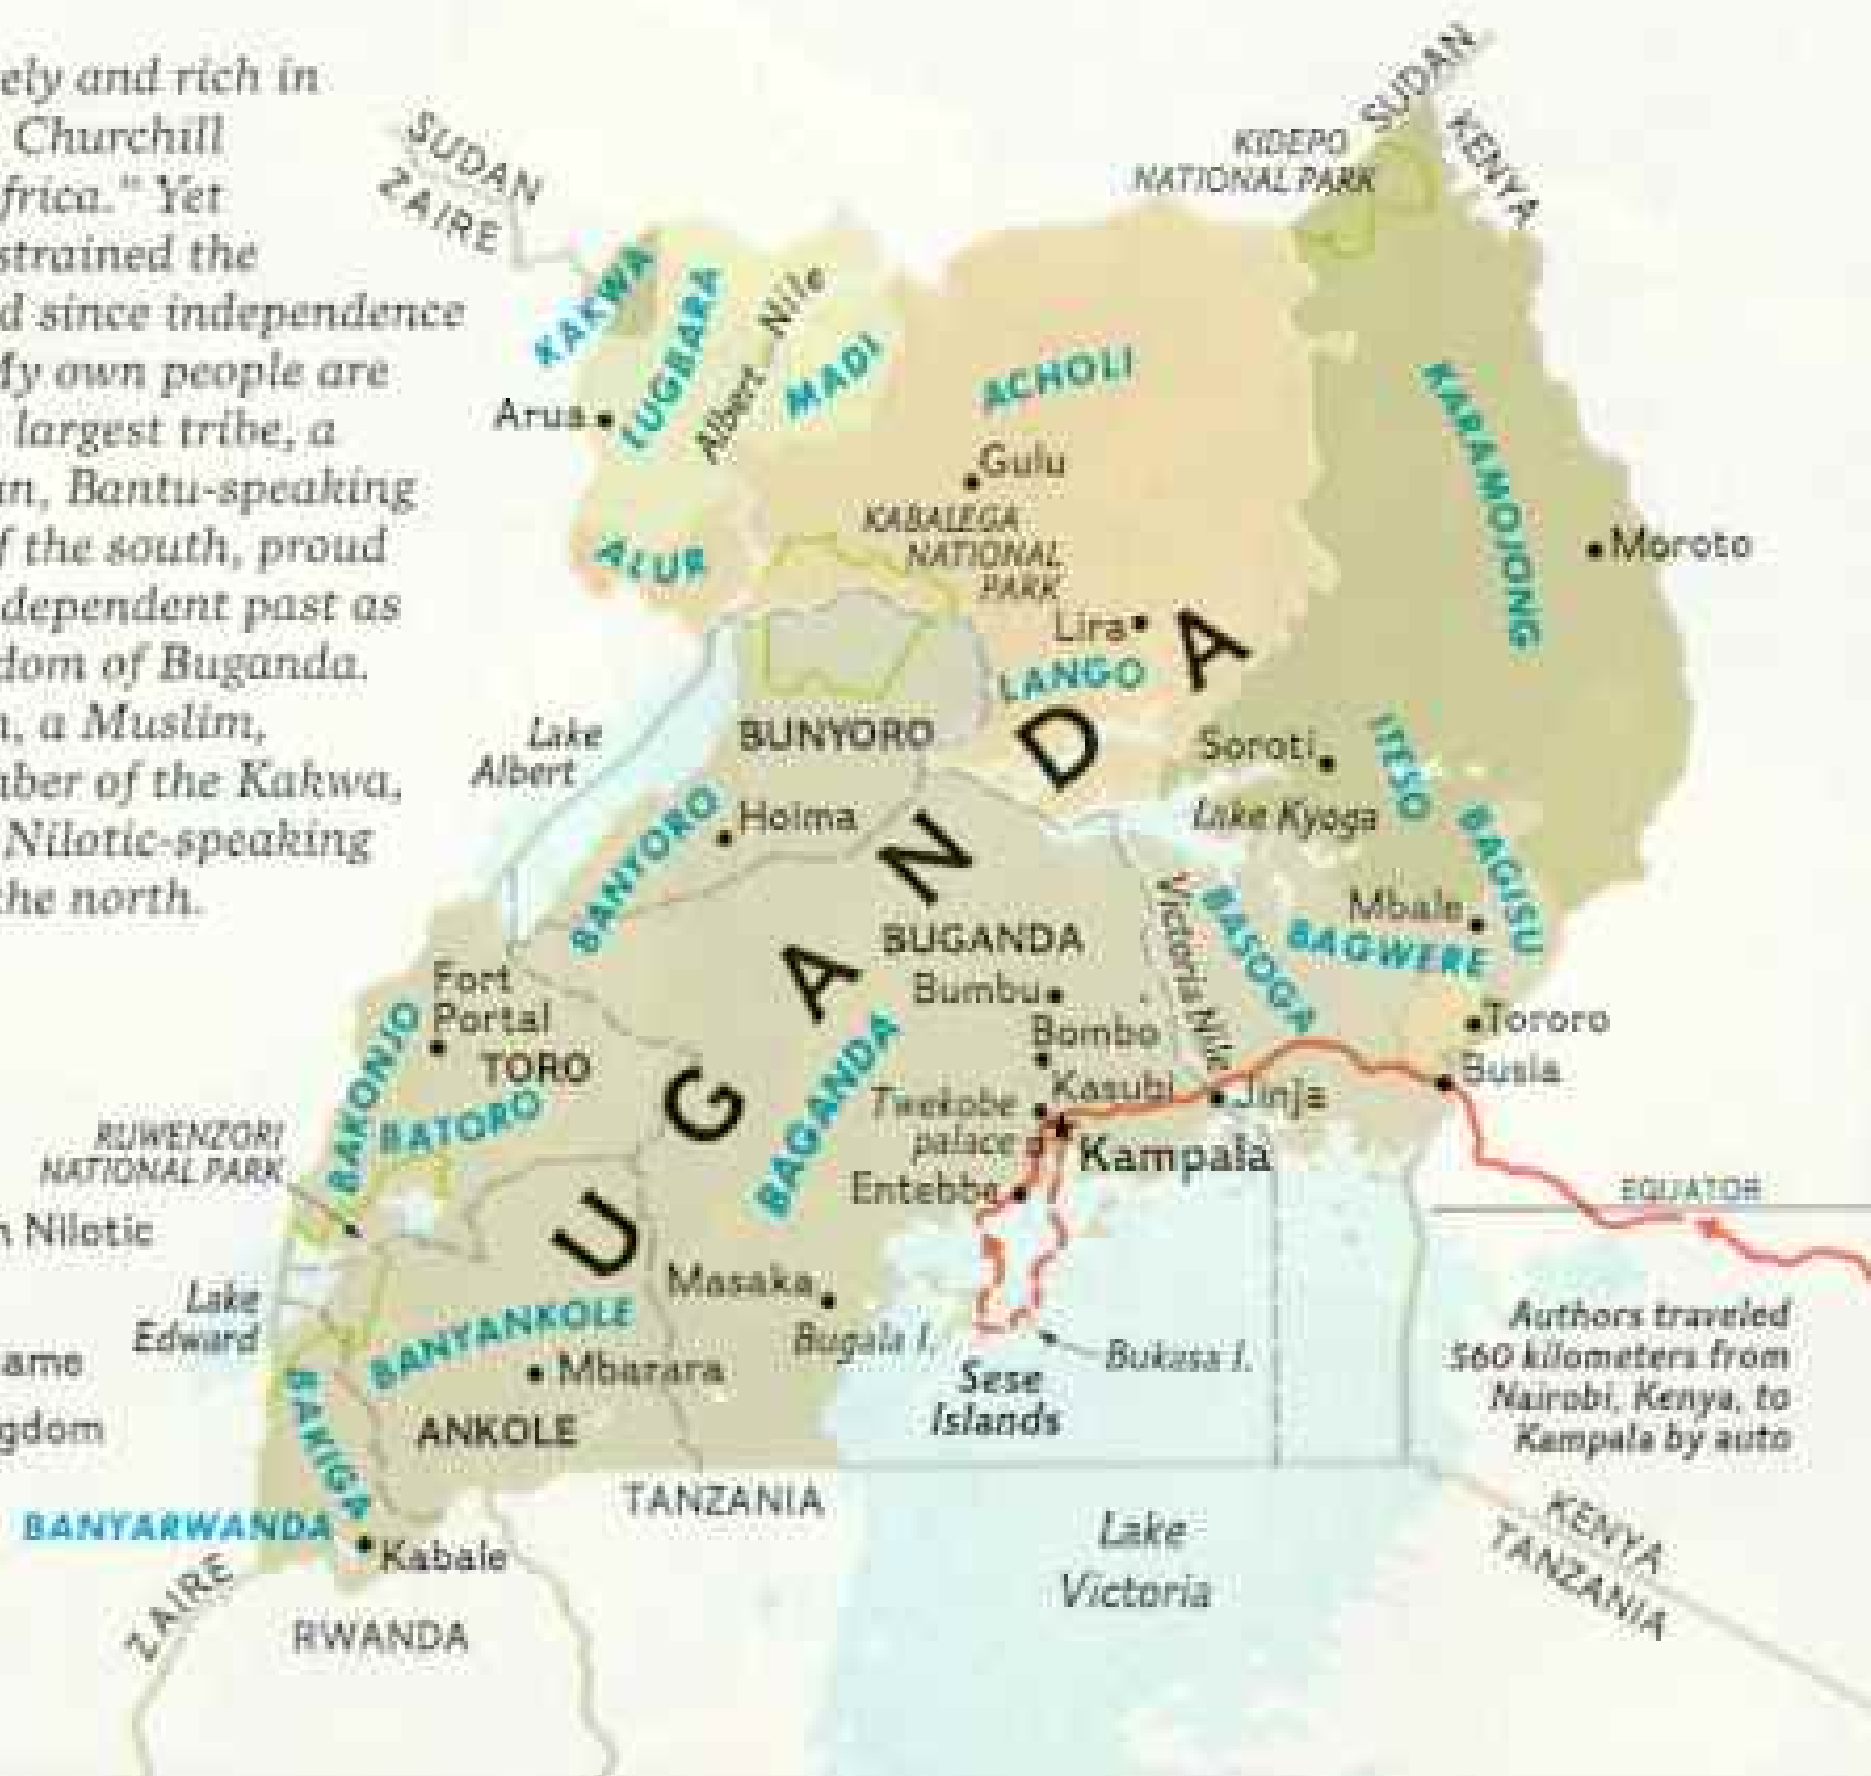 ely and rich in
Churchill
frica." Yet
strained the
d since independence
My own people are
largest tribe, a
an, Bantu-speaking
f the south, proud
dependent past as
dom of Buganda.
n, a Muslim,
ber of the Kakwa,
Nilotic-speaking
the north.
n Nilotic
ame
gdom
SUDAN
ZAIRE
SUDAN
KENYA
KIDEPO
NATIONAL PARK
KAKWA
LUGBARA
Albert Nile
MADI
ACHOLI
KARAMOJONG
Arua
Gulu
ALUR
KABALEGA
NATIONAL
PARK
Moroto
Lira
LANGO
UGANDA
Lake
Albert
BUNYORO
Soroti
ITESO
BANYORO
Hoima
Lake Kyoga
BAGISU
Victoria Nile
BASOGA
Mbale
BAGWERE
BUGANDA
Bumbu
Fort
Portal
TORO
BAKONJO
BATORO
BAGANDA
Bombo
Tororo
Busia
Kasubi
Jinja
Twekobe
palace
Kampala
Entebbe
RUWENZORI
NATIONAL PARK
EQUATOR
Lake
Edward
BANYANKOLE
Masaka
Bugala I.
Bukasa I.
Sese
Islands
Mbarara
ANKOLE
BAKIGA
BANYARWANDA
Kabale
Authors traveled
560 kilometers from
Nairobi, Kenya, to
Kampala by auto
TANZANIA
ZAIRE
RWANDA
Lake
Victoria
KENYA
TANZANIA